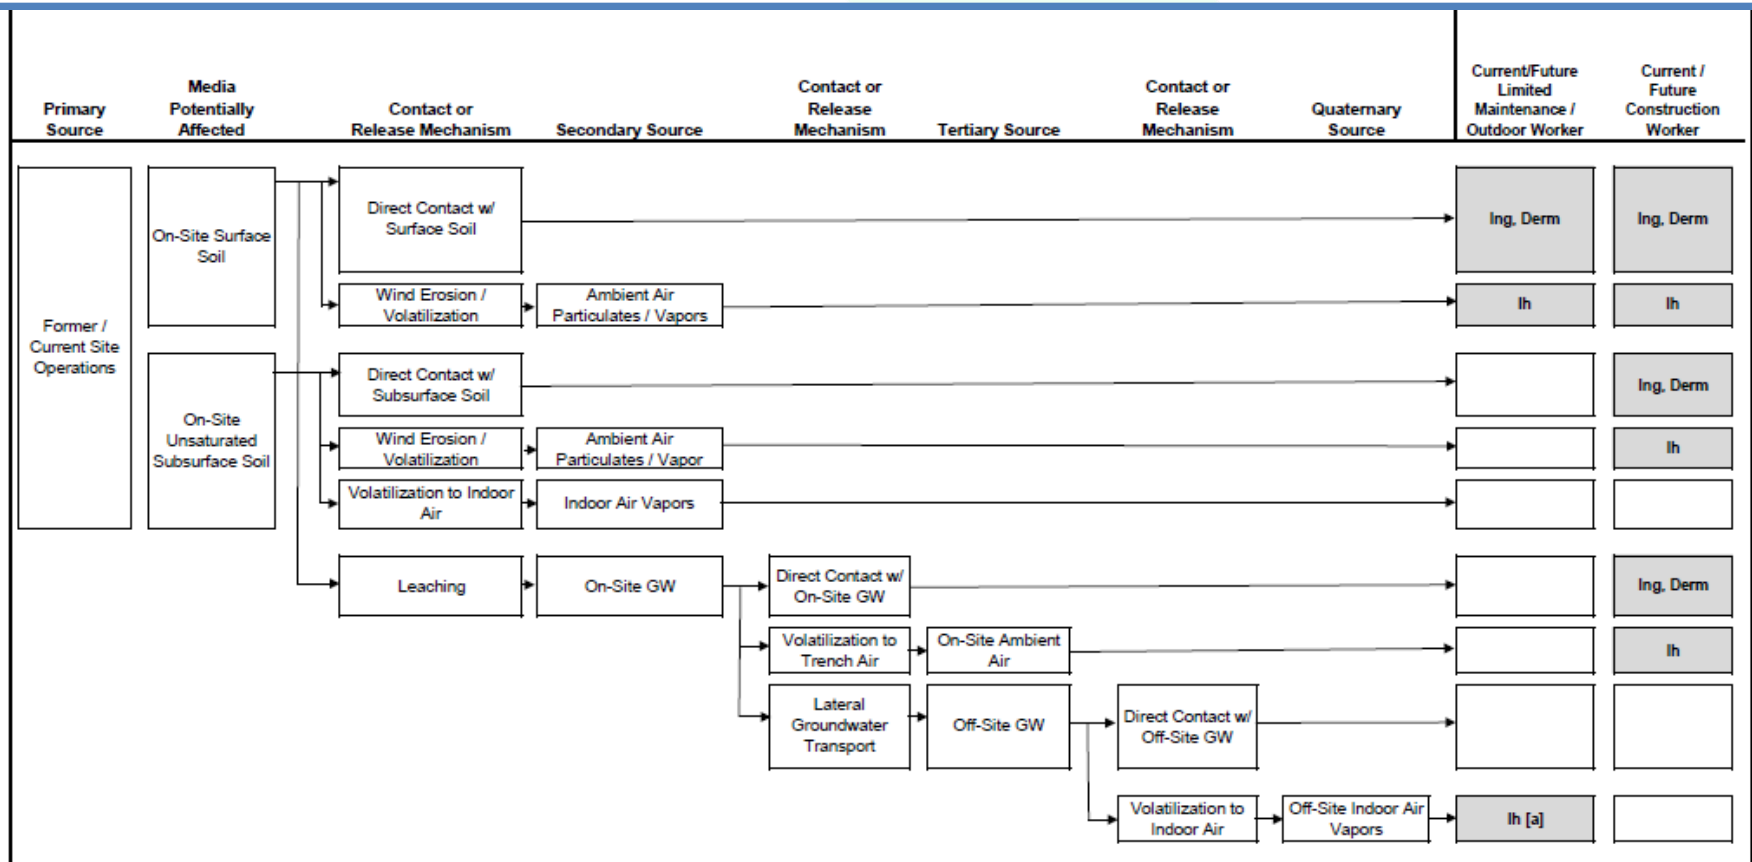 Primary
Source
Media
Potentially
Affected
Contact or
Release Mechanism
Secondary Source
Contact or
Release
Mechanism
Tertiary Source
Contact or
Release
Mechanism
Quaternary
Source
Current/Future
Limited
Maintenance /
Outdoor Worker
Current /
Future
Construction
Worker
Former /
Current Site
Operations
On-Site Surface
Soil
Direct Contact w/
Surface Soil
Ing, Derm
Ing, Derm
Wind Erosion /
Volatilization
Ambient Air
Particulates / Vapors
Ih
Ih
On-Site
Unsaturated
Subsurface Soil
Direct Contact w/
Subsurface Soil
Ing, Derm
Wind Erosion /
Volatilization
Ambient Air
Particulates / Vapor
Ih
Volatilization to Indoor
Air
Indoor Air Vapors
Leaching
On-Site GW
Direct Contact w/
On-Site GW
Ing, Derm
Volatilization to
Trench Air
On-Site Ambient
Air
Ih
Lateral
Groundwater
Transport
Off-Site GW
Direct Contact w/
Off-Site GW
Volatilization to
Indoor Air
Off-Site Indoor Air
Vapors
Ih [a]